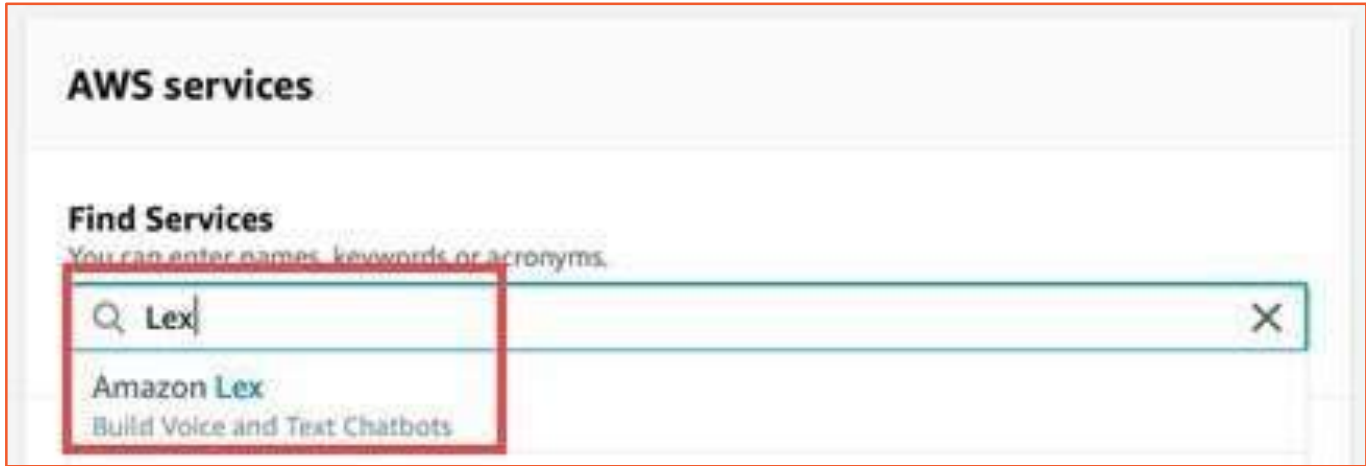 AWS services
Find Services
You can enter names, keywords or acronyms.
Lex
Amazon Lex
Build Voice and Text Chatbots